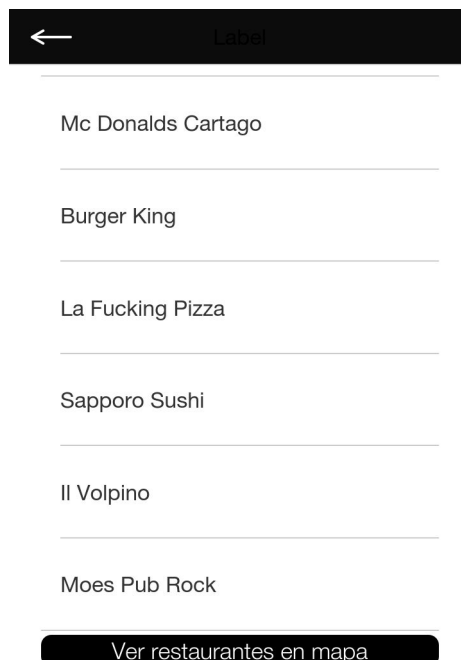 Label
Mc Donalds Cartago
Burger King
La Fucking Pizza
Sapporo Sushi
Il Volpino
Moes Pub Rock
Ver restaurantes en mapa